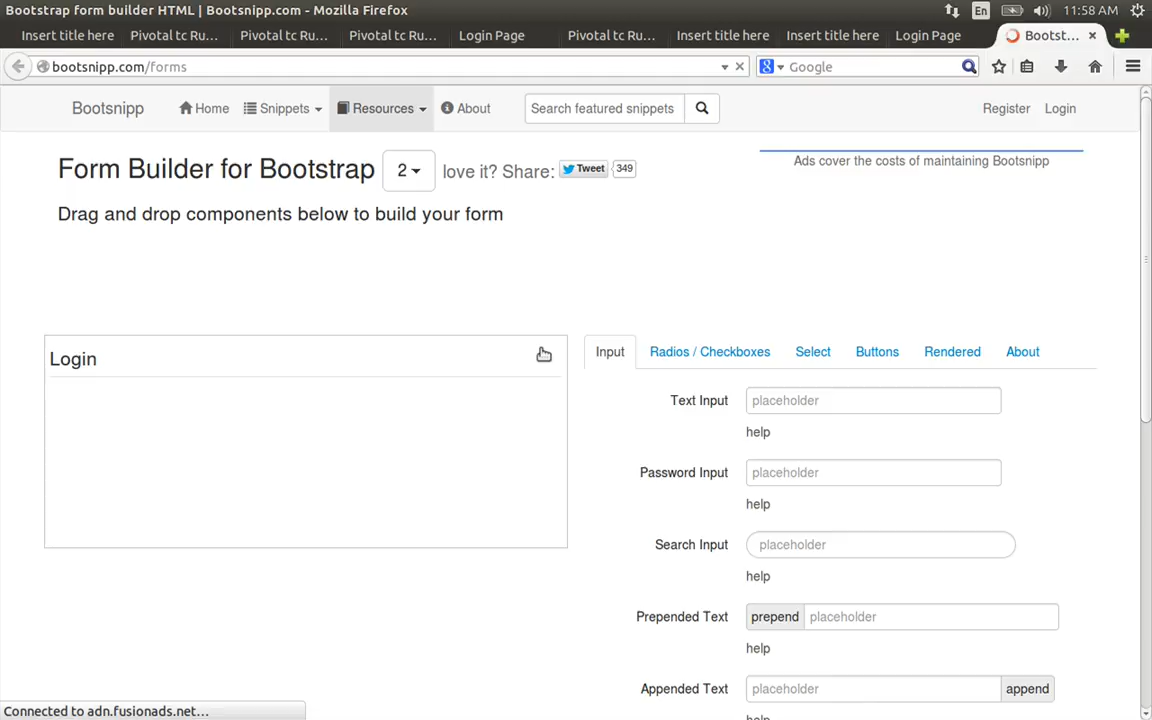 Bootstrap form builder HTML | Bootsnipp.com - Mozilla Firefox
En
11:58 AM
Insert title here
Pivotal tc Ru...
Pivotal tc Ru...
Pivotal tc Ru...
Login Page
Pivotal tc Ru...
Insert title here
Insert title here
Login Page
Bootst...
bootsnipp.com/forms
Google
Bootsnipp
Home
Snippets
Resources
About
Search featured snippets
Register
Login
Form Builder for Bootstrap
2
love it? Share:
Tweet
349
Ads cover the costs of maintaining Bootsnipp
Drag and drop components below to build your form
Login
Input
Radios / Checkboxes
Select
Buttons
Rendered
About
Text Input
placeholder
help
Password Input
placeholder
help
Search Input
placeholder
help
Prepended Text
prepend
placeholder
help
Appended Text
placeholder
append
Connected to adn.fusionads.net...